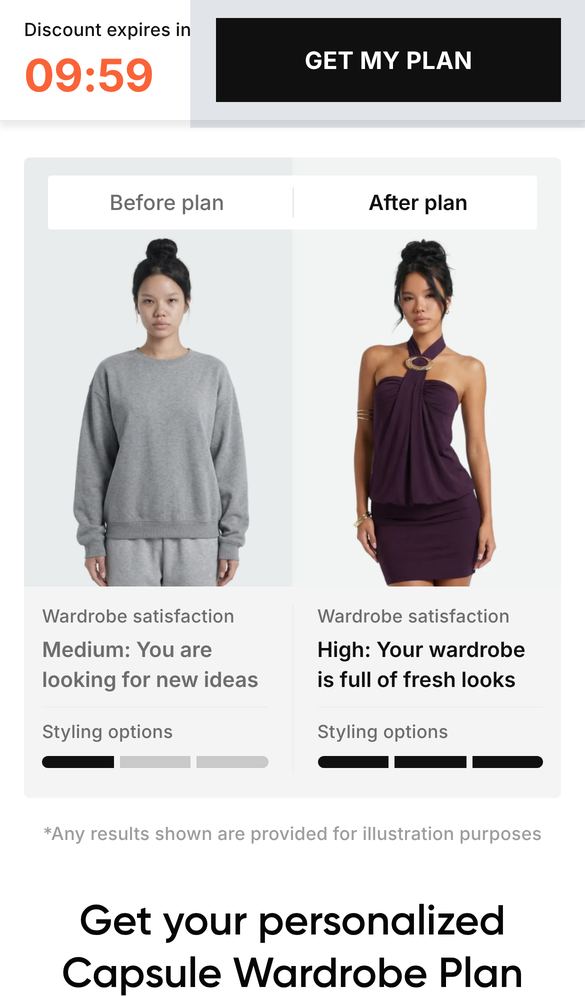 Discount expires in
09:59
GET MY PLAN
Before plan
After plan
Wardrobe satisfaction
Medium: You are
looking for new ideas
Styling options
Wardrobe satisfaction
High: Your wardrobe
is full of fresh looks
Styling options
*Any results shown are provided for illustration purposes
Get your personalized
Capsule Wardrobe Plan